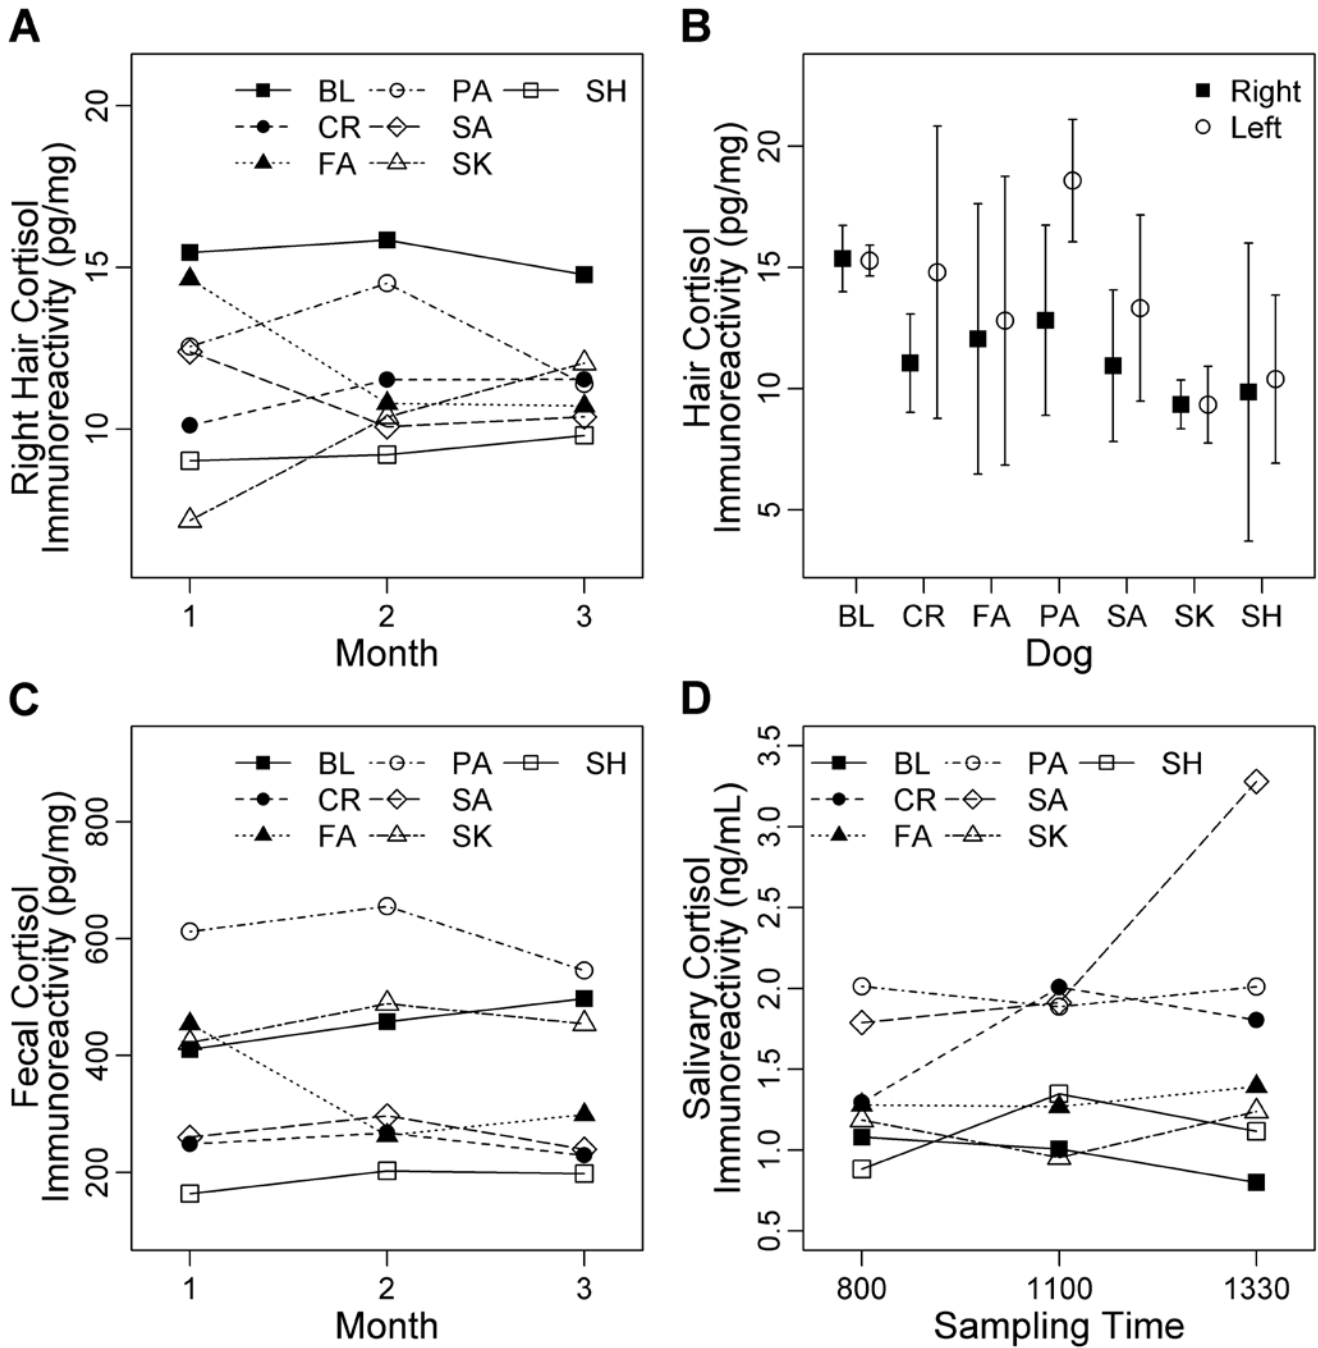 A
BL PA SH
CR SA
FA SK
20
15
10
Right Hair Cortisol
Immunoreactivity (pg/mg)
1 2 3
Month
B
Right
Left
20
15
10
5
Hair Cortisol
Immunoreactivity (pg/mg)
BL CR FA PA SA SK SH
Dog
C
BL PA SH
CR SA
FA SK
800
600
400
200
Fecal Cortisol
Immunoreactivity (pg/mg)
1 2 3
Month
D
BL PA SH
CR SA
FA SK
3.5
3.0
2.5
2.0
1.5
1.0
0.5
Salivary Cortisol
Immunoreactivity (ng/mL)
800 1100 1330
Sampling Time